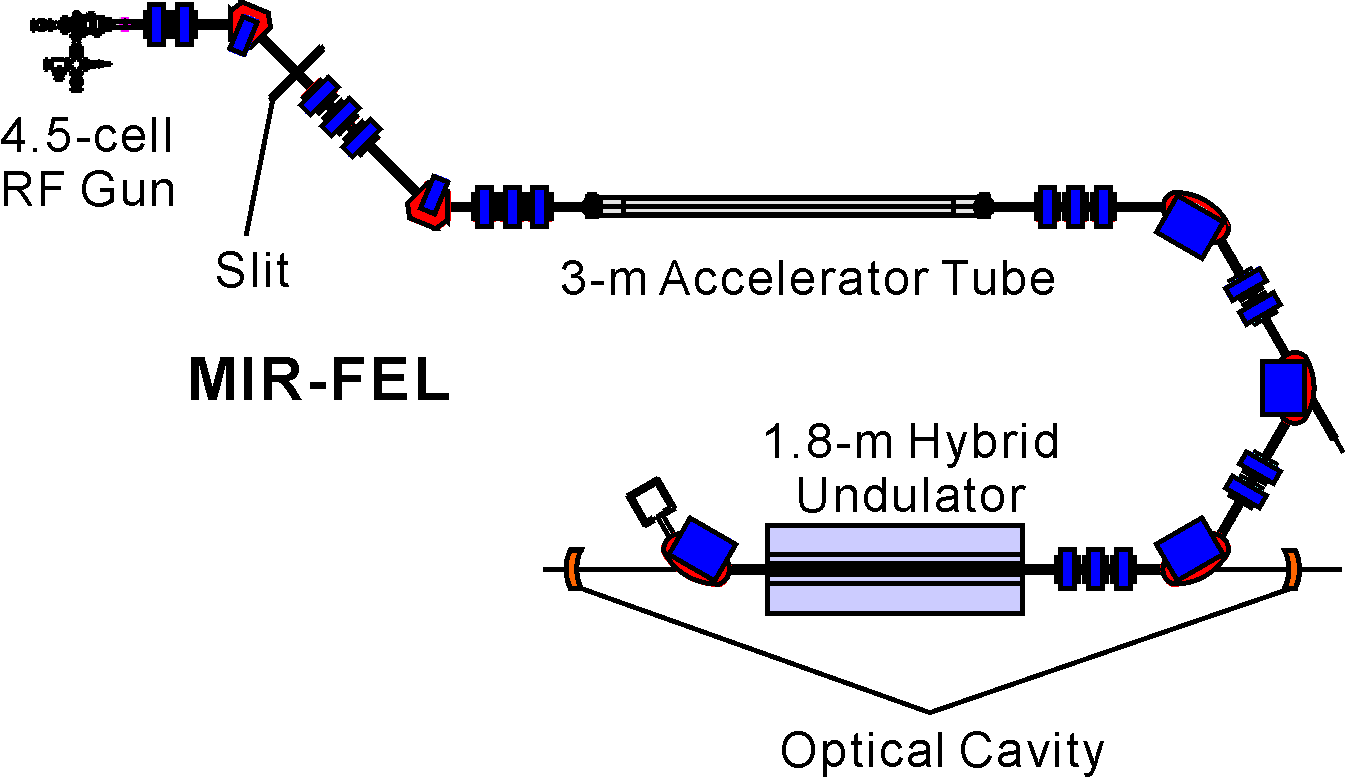 4.5-cell
RF Gun
Slit
3-m Accelerator Tube
MIR-FEL
1.8-m Hybrid
Undulator
Optical Cavity